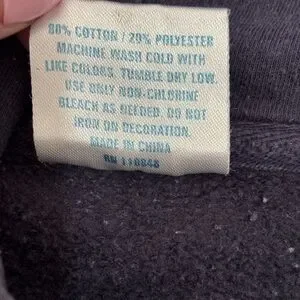 80% COTTON / 20% POLYESTER
MACHINE WASH COLD WITH
LIKE COLORS. TUMBLE DRY LOW.
USE ONLY NON-CHLORINE
BLEACH AS NEEDED. DO NOT
IRON ON DECORATION.
MADE IN CHINA
RN 110848